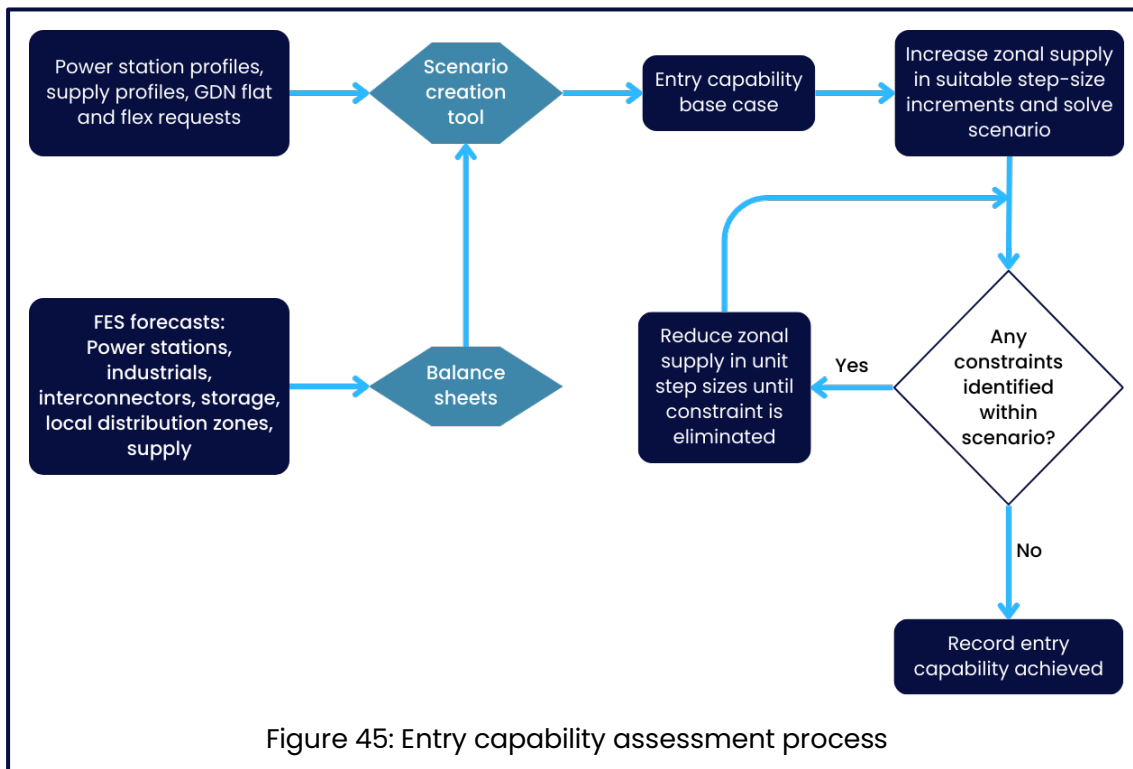 Power station profiles,
supply profiles, GDN flat
and flex requests
Scenario
creation
tool
Entry capability
base case
Increase zonal supply
in suitable step-size
increments and solve
scenario
FES forecasts:
Power stations,
industrials,
interconnectors, storage,
local distribution zones,
supply
Balance
sheets
Reduce zonal
supply in unit
step sizes until
constraint is
eliminated
Yes
Any
constraints
identified
within
scenario?
No
Record entry
capability achieved
Figure 45: Entry capability assessment process